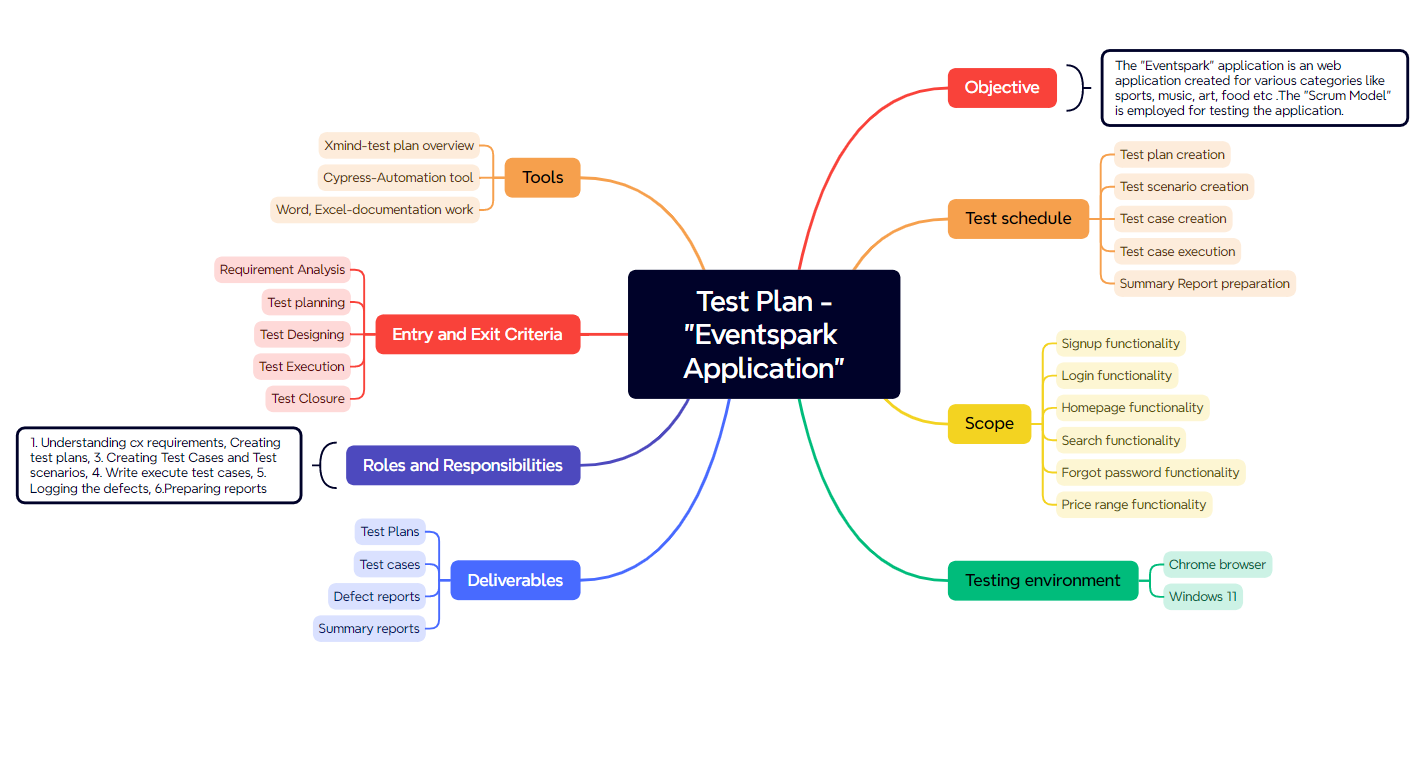 Test Plan -
"Eventspark
Application"
Objective
The "Eventspark" application is an web
application created for various categories like
sports, music, art, food etc .The "Scrum Model"
is employed for testing the application.
Test schedule
Test plan creation
Test scenario creation
Test case creation
Test case execution
Summary Report preparation
Scope
Signup functionality
Login functionality
Homepage functionality
Search functionality
Forgot password functionality
Price range functionality
Testing environment
Chrome browser
Windows 11
Tools
Xmind-test plan overview
Cypress-Automation tool
Word, Excel-documentation work
Entry and Exit Criteria
Requirement Analysis
Test planning
Test Designing
Test Execution
Test Closure
Roles and Responsibilities
1. Understanding cx requirements, Creating
test plans, 3. Creating Test Cases and Test
scenarios, 4. Write execute test cases, 5.
Logging the defects, 6.Preparing reports
Deliverables
Test Plans
Test cases
Defect reports
Summary reports